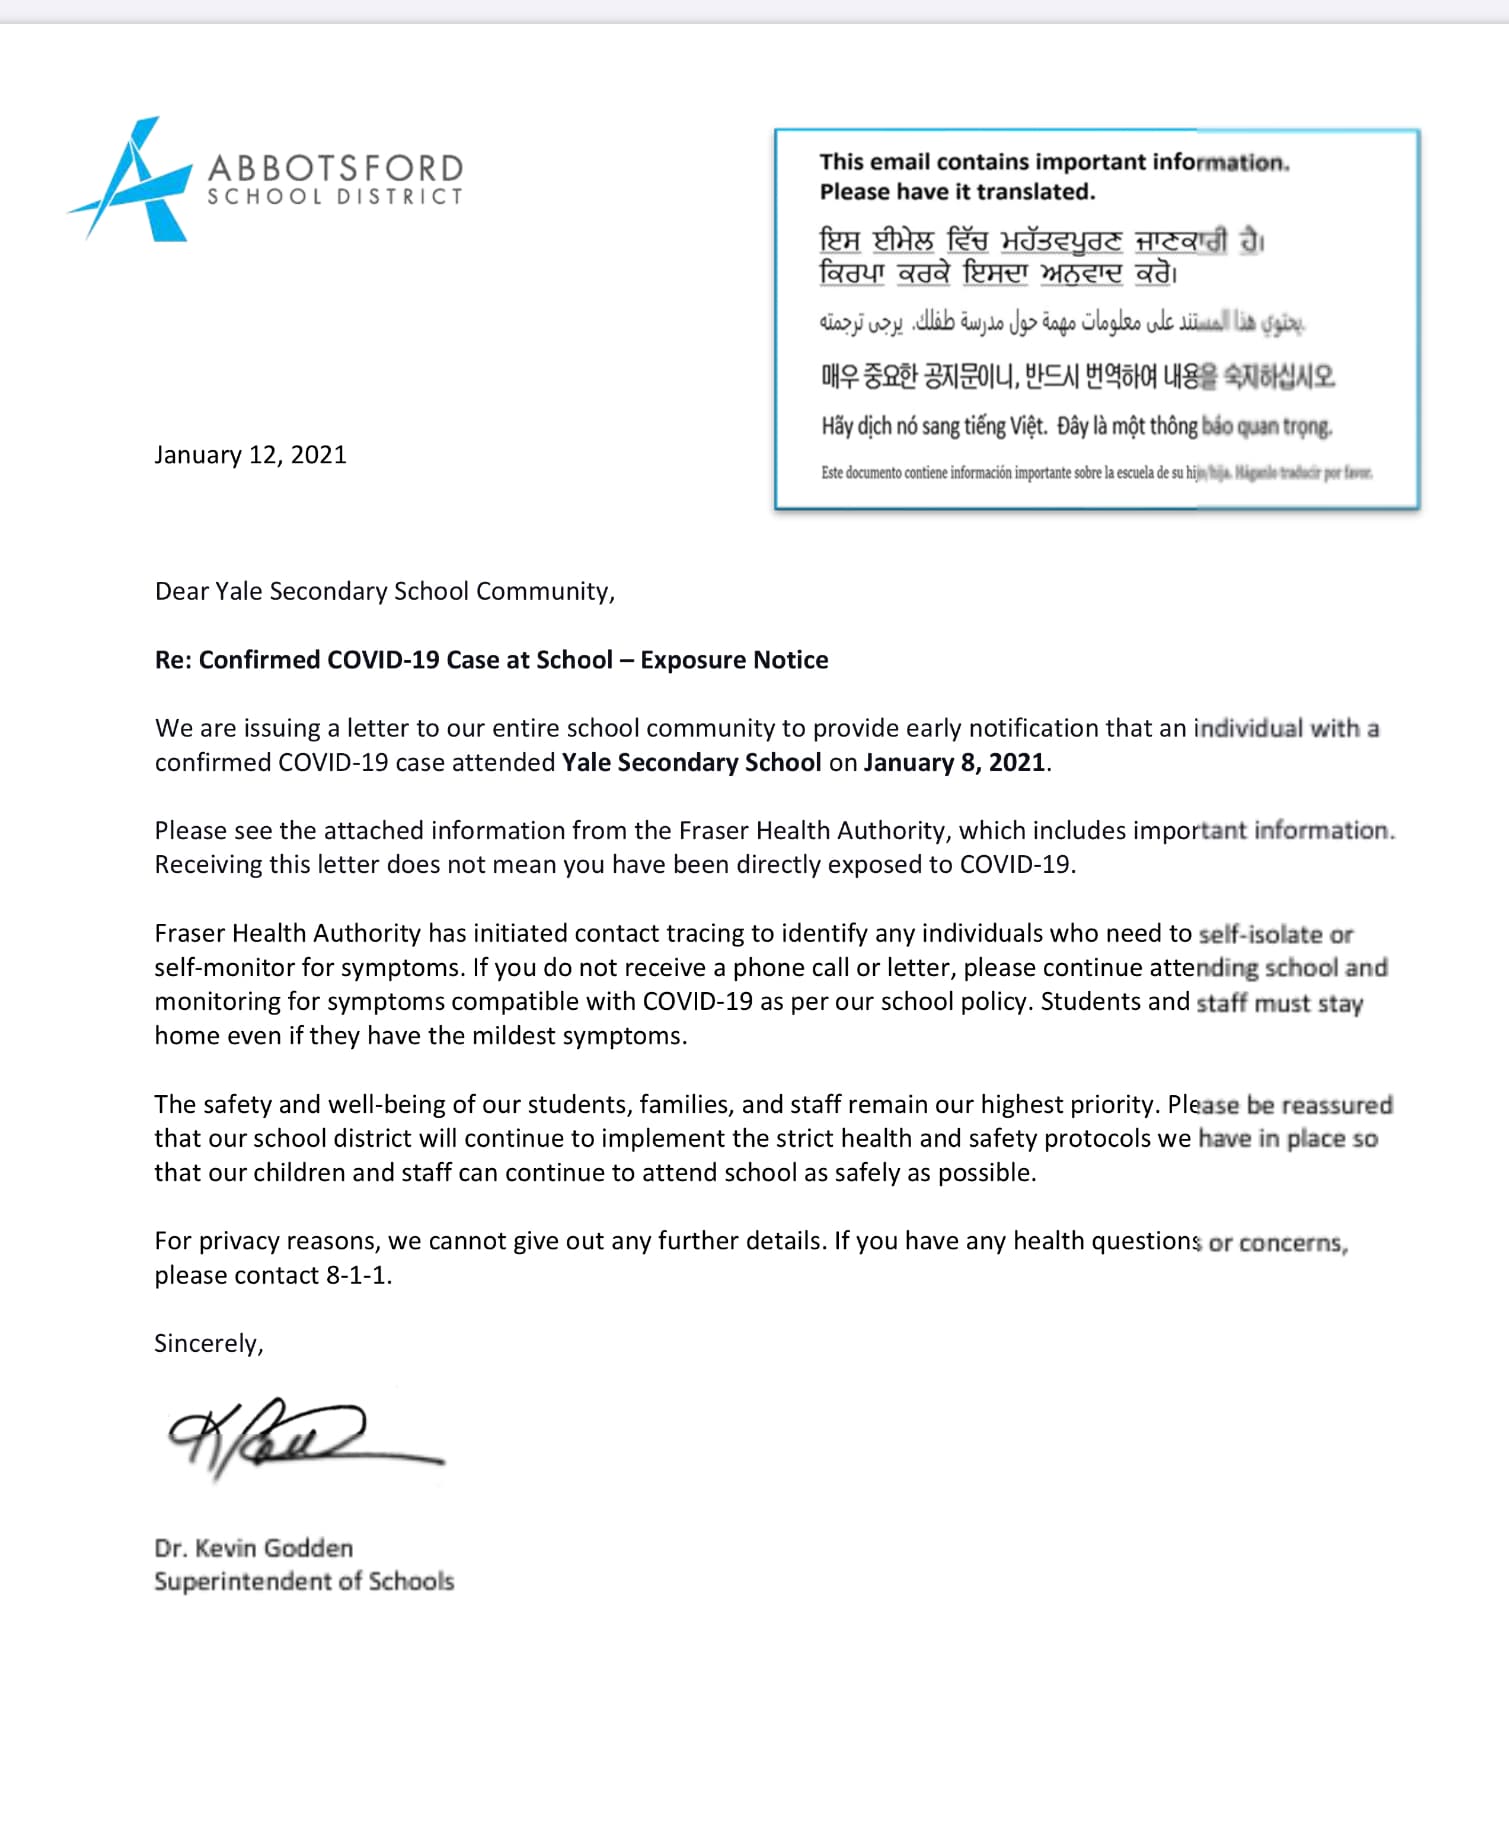 ABBOTSFORD
SCHOOL DISTRICT
This email contains important information.
Please have it translated.
ਇਸ ਈਮੇਲ ਵਿੱਚ ਮਹੱਤਵਪੂਰਣ ਜਾਣਕਾਰੀ ਹੈ।
ਕਿਰਪਾ ਕਰਕੇ ਇਸਦਾ ਅਨੁਵਾਦ ਕਰੋ।
يحتوي هذا المستند على معلومات مهمة حول مدرسة طفلك. يرجى ترجمته
매우 중요한 공지문이니, 반드시 번역하여 내용을 숙지하십시오
Hãy dịch nó sang tiếng Việt. Đây là một thông báo quan trọng.
Este documento contiene información importante sobre la escuela de su hijo/hija. Háganlo traducir por favor.
January 12, 2021
Dear Yale Secondary School Community,
Re: Confirmed COVID-19 Case at School – Exposure Notice
We are issuing a letter to our entire school community to provide early notification that an individual with a
confirmed COVID-19 case attended Yale Secondary School on January 8, 2021.
Please see the attached information from the Fraser Health Authority, which includes important information.
Receiving this letter does not mean you have been directly exposed to COVID-19.
Fraser Health Authority has initiated contact tracing to identify any individuals who need to self-isolate or
self-monitor for symptoms. If you do not receive a phone call or letter, please continue attending school and
monitoring for symptoms compatible with COVID-19 as per our school policy. Students and staff must stay
home even if they have the mildest symptoms.
The safety and well-being of our students, families, and staff remain our highest priority. Please be reassured
that our school district will continue to implement the strict health and safety protocols we have in place so
that our children and staff can continue to attend school as safely as possible.
For privacy reasons, we cannot give out any further details. If you have any health questions or concerns,
please contact 8-1-1.
Sincerely,
Dr. Kevin Godden
Superintendent of Schools